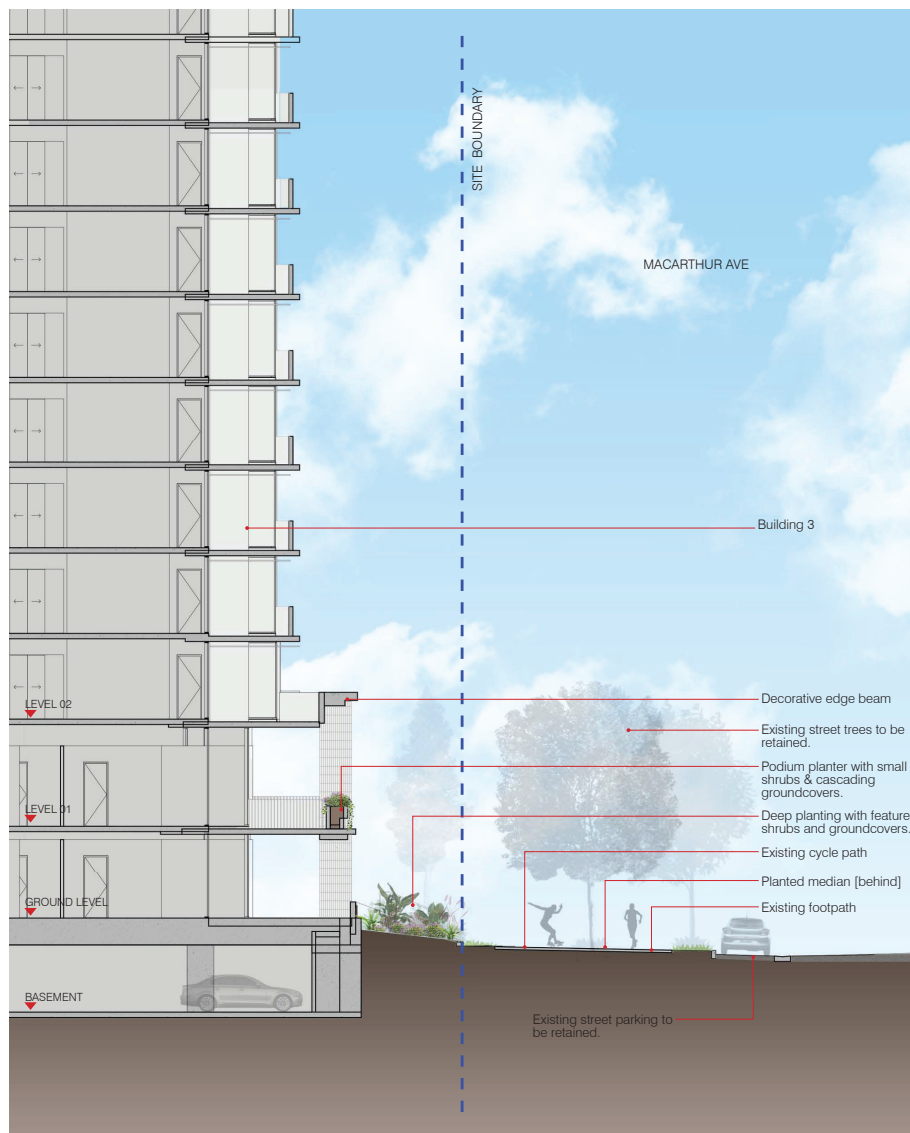 SITE BOUNDARY
MACARTHUR AVE
Building 3
LEVEL 02
Decorative edge beam
Existing street trees to be
retained.
Podium planter with small
shrubs & cascading
groundcovers.
LEVEL 01
Deep planting with feature
shrubs and groundcovers.
Existing cycle path
Planted median [behind]
GROUND LEVEL
Existing footpath
BASEMENT
Existing street parking to
be retained.